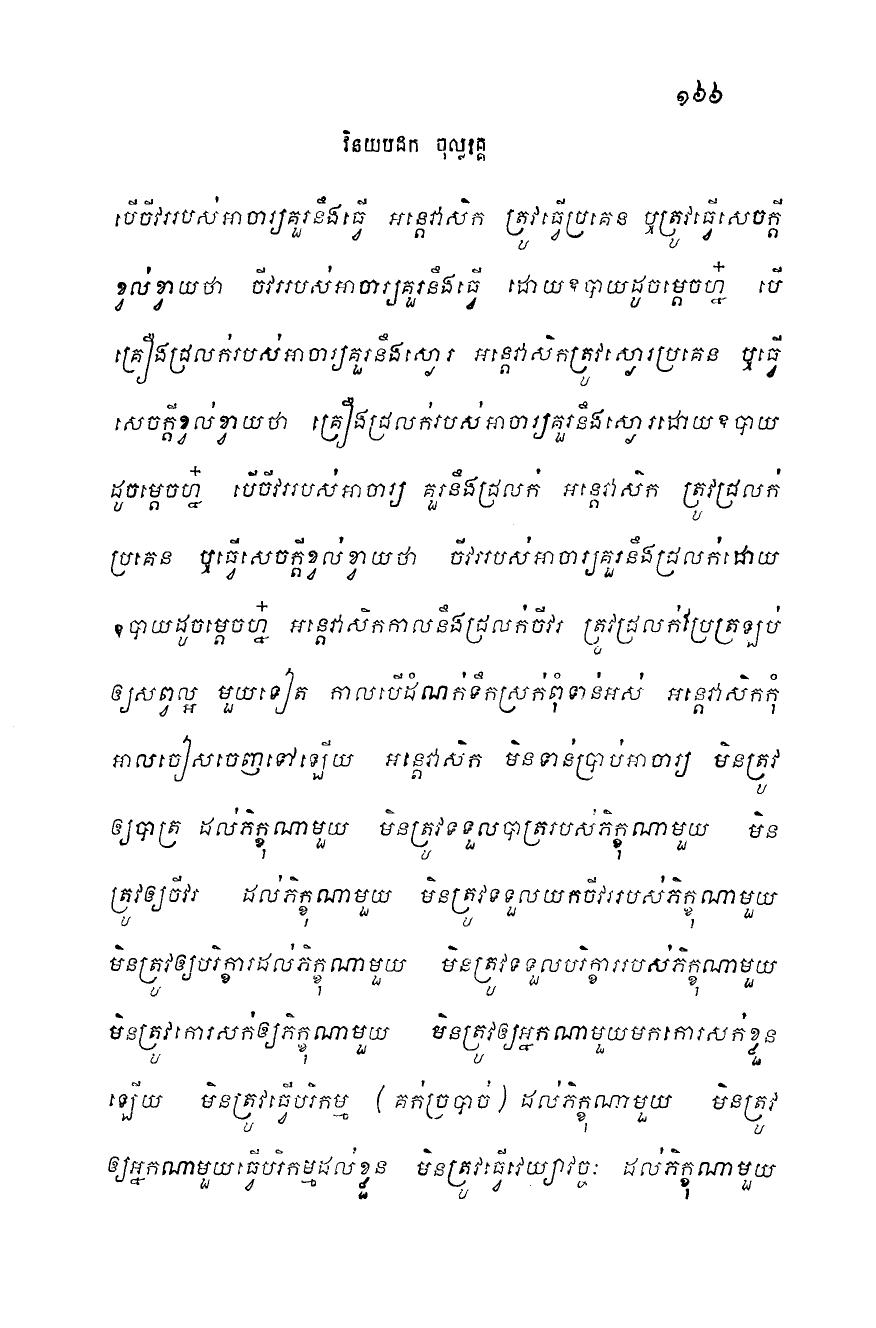 ១៦៦
វិនយបិដក ចុល្លវគ្គ
បើចីវររបស់អាចារ្យគួរនឹងធ្វើ អន្តេវាសិក ត្រូវធ្វើប្រគេន ឬត្រូវធ្វើសេចក្តី
ខ្វល់ខ្វាយថា ចីវររបស់អាចារ្យគួរនឹងធ្វើ ដោយឧបាយដូចម្តេចហ្ន៎ បើ
គ្រឿងជ្រលក់របស់អាចារ្យគួរនឹងស្ងោរ អន្តេវាសិកត្រូវស្ងោរប្រគេន ឬធ្វើ
សេចក្តីខ្វល់ខ្វាយថា គ្រឿងជ្រលក់របស់អាចារ្យគួរនឹងស្ងោរដោយឧបាយ
ដូចម្តេចហ្ន៎ បើចីវររបស់អាចារ្យ គួរនឹងជ្រលក់ អន្តេវាសិក ត្រូវជ្រលក់
ប្រគេន ឬធ្វើសេចក្តីខ្វល់ខ្វាយថា ចីវររបស់អាចារ្យគួរនឹងជ្រលក់ដោយ
ឧបាយដូចម្តេចហ្ន៎ អន្តេវាសិកកាលនឹងជ្រលក់ចីវរ ត្រូវជ្រលក់ប្រែត្រឡប់
ឲ្យសព្វល្អ មួយទៀត កាលបើដំណក់ទឹកស្រក់ពុំទាន់អស់ អន្តេវាសិកកុំ
អាលចៀសចេញទៅឡើយ អន្តេវាសិក មិនទាន់ប្រាប់អាចារ្យ មិនត្រូវ
ឲ្យបាត្រ ដល់ភិក្ខុណាមួយ មិនត្រូវទទួលបាត្ររបស់ភិក្ខុណាមួយ មិន
ត្រូវឲ្យចីវរ ដល់ភិក្ខុណាមួយ មិនត្រូវទទួលយកចីវររបស់ភិក្ខុណាមួយ
មិនត្រូវឲ្យបរិក្ខារដល់ភិក្ខុណាមួយ មិនត្រូវទទួលបរិក្ខាររបស់ភិក្ខុណាមួយ
មិនត្រូវកោរសក់ឲ្យភិក្ខុណាមួយ មិនត្រូវឲ្យអ្នកណាមួយមកកោរសក់ខ្លួន
ឡើយ មិនត្រូវធ្វើបរិកម្ម (គក់ច្របាច់) ដល់ភិក្ខុណាមួយ មិនត្រូវ
ឲ្យអ្នកណាមួយធ្វើបរិកម្មដល់ខ្លួន មិនត្រូវធ្វើវេយ្យាវច្ចៈ ដល់ភិក្ខុណាមួយ